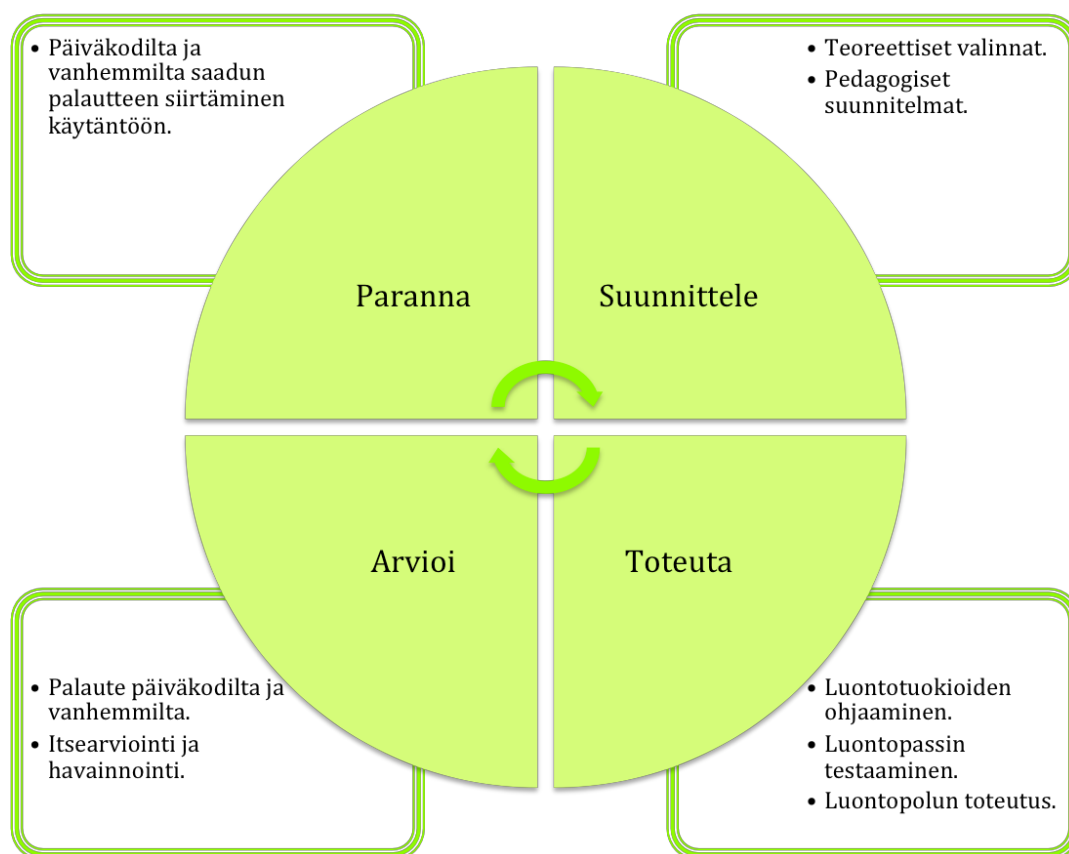 • Päiväkodilta ja
vanhemmilta saadun
palautteen siirtäminen
käytäntöön.
• Teoreettiset valinnat.
• Pedagogiset
suunnitelmat.
Paranna
Suunnittele
Arvioi
Toteuta
• Palaute päiväkodilta ja
vanhemmilta.
• Itsearviointi ja
havainnointi.
• Luontotuokioiden
ohjaaminen.
• Luontopassin
testaaminen.
• Luontopolun toteutus.